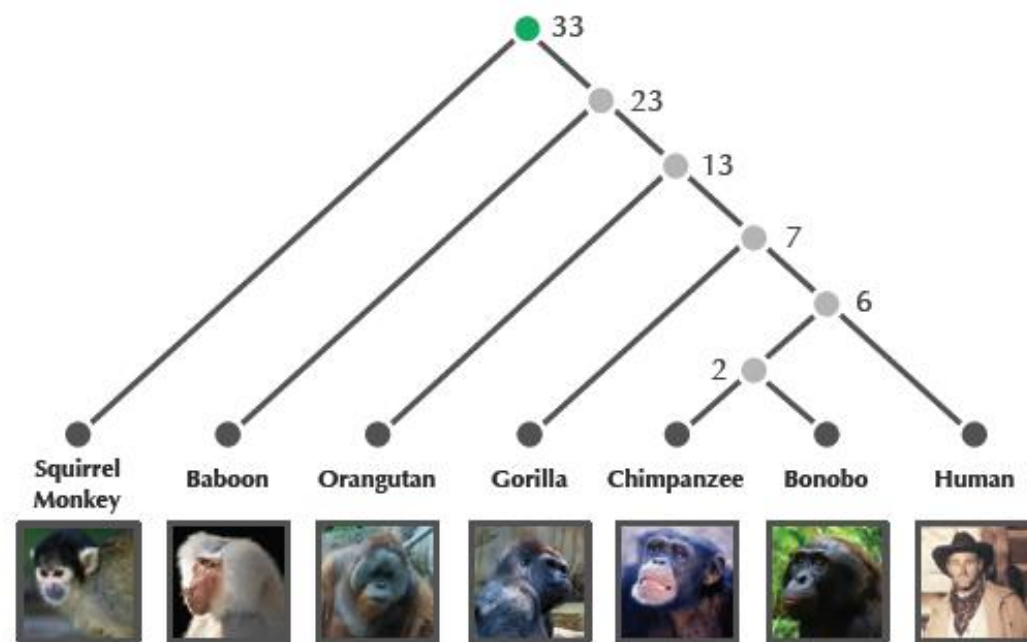 33
23
13
7
6
2
Squirrel
Monkey
Baboon
Orangutan
Gorilla
Chimpanzee
Bonobo
Human